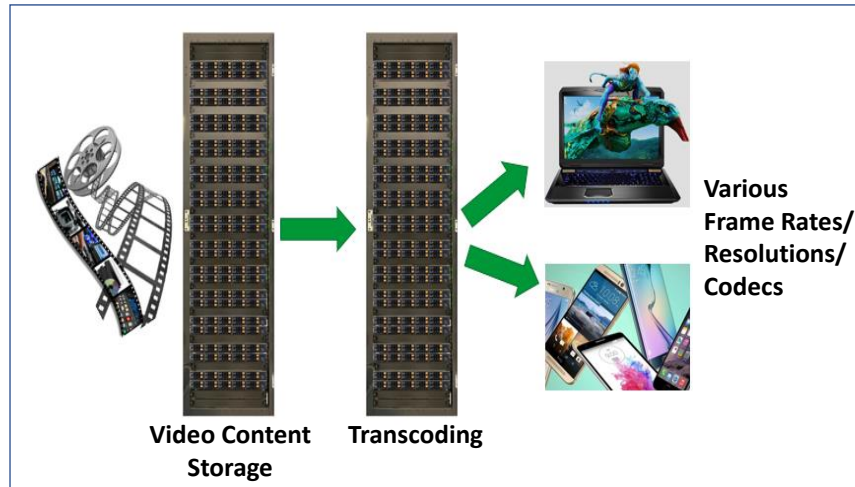 Various
Frame Rates/
Resolutions/
Codecs
Video Content
Storage
Transcoding